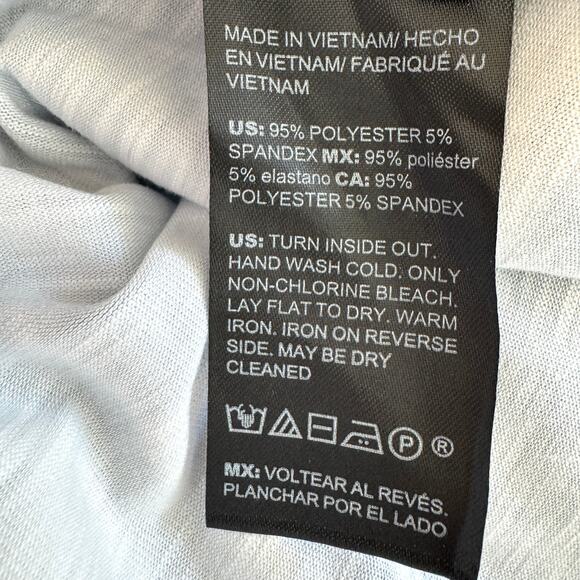 MADE IN VIETNAM/ HECHO
EN VIETNAM/ FABRIQUÉ AU
VIETNAM
US: 95% POLYESTER 5%
SPANDEX MX: 95% poliéster
5% elastano CA: 95%
POLYESTER 5% SPANDEX
US: TURN INSIDE OUT.
HAND WASH COLD. ONLY
NON-CHLORINE BLEACH.
LAY FLAT TO DRY. WARM
IRON. IRON ON REVERSE
SIDE. MAY BE DRY
CLEANED
P ®
MX: VOLTEAR AL REVÉS.
PLANCHAR POR EL LADO